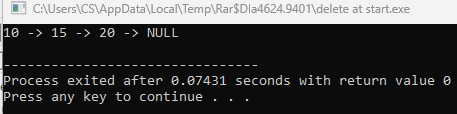 C:\Users\CS\AppData\Local\Temp\Rar$DIa4624.9401\delete at start.exe
10 -> 15 -> 20 -> NULL
--------------------------------
Process exited after 0.07431 seconds with return value 0
Press any key to continue . . .